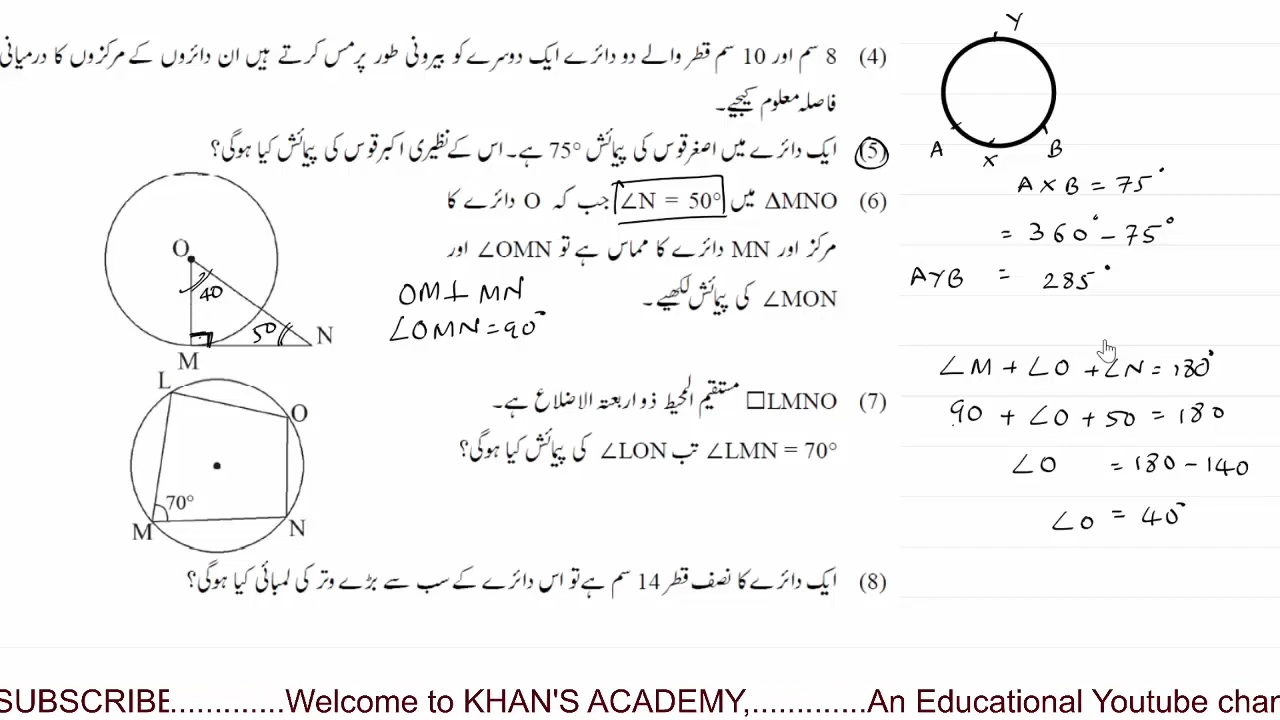 (4) 8 سم اور 10 سم قطر والے دو دائرے ایک دوسرے کو بیرونی طور پر مس کرتے ہیں ان دائروں کے مرکزوں کا درمیانی
فاصلہ معلوم کیجیے۔
(5) ایک دائرے میں اصغر قوس کی پیمائش 75° ہے۔ اس کے نظیری اکبر قوس کی پیمائش کیا ہوگی؟
(6) ΔMNO میں ∠N = 50° جب کہ O دائرے کا
مرکز اور MN دائرے کا مماس ہے تو ∠OMN اور
∠MON کی پیمائش لکھیے۔
O
40
50
M
N
OM⊥MN
∠OMN=90°
(7) □LMNO مستقیم المحیط ذو اربعتہ الاضلاع ہے۔
∠LMN = 70° تب ∠LON کی پیمائش کیا ہوگی؟
L
O
70°
M
N
(8) ایک دائرے کا نصف قطر 14 سم ہے تو اس دائرے کے سب سے بڑے وتر کی لمبائی کیا ہوگی؟
Y
A
X
B
AXB = 75°
= 360° - 75°
AYB = 285°
∠M + ∠O + ∠N = 180°
90 + ∠O + 50 = 180
∠O = 180 - 140
∠O = 40°
SUBSCRIBE.............Welcome to KHAN'S ACADEMY,.............An Educational Youtube char